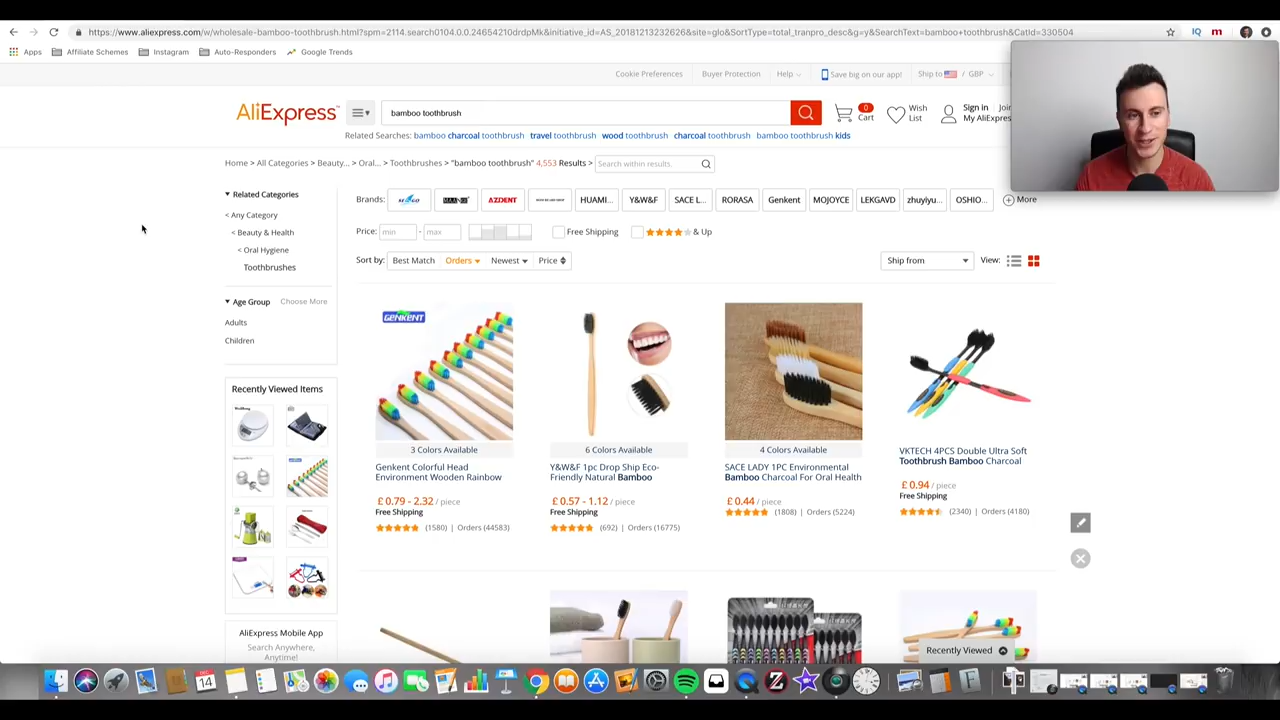 https://www.aliexpress.com/w/wholesale-bamboo-toothbrush.html?spm=2114.search0104.0.0.24654210drdpMk&initiative_id=AS_20181213232626&site=glo&SortType=total_tranpro_desc&g=y&SearchText=bamboo+toothbrush&CatId=330504
IQ m
Apps Affiliate Schemes Instagram Auto-Responders Google Trends
Cookie Preferences Buyer Protection Help Save big on our app! Ship to / GBP
AliExpress
bamboo toothbrush
0
Cart
Wish
List
Sign in Join
My AliExpress
Related Searches: bamboo charcoal toothbrush travel toothbrush wood toothbrush charcoal toothbrush bamboo toothbrush kids
Home > All Categories > Beauty... > Oral... > Toothbrushes > "bamboo toothbrush" 4,553 Results > Search within results.
Related Categories
< Any Category
< Beauty & Health
< Oral Hygiene
Toothbrushes
Age Group Choose More
Adults
Children
Brands: AZDENT HUAMI... Y&W&F SACE L... RORASA Genkent MOJOYCE LEKGAVD zhuyiyu... OSHIO... More
Price: min - max Free Shipping & Up
Sort by: Best Match Orders Newest Price Ship from View:
GENKENT
3 Colors Available
Genkent Colorful Head
Environment Wooden Rainbow
£ 0.79 - 2.32 / piece
Free Shipping
(1580) | Orders (44583)
6 Colors Available
Y&W&F 1pc Drop Ship Eco-
Friendly Natural Bamboo
£ 0.57 - 1.12 / piece
Free Shipping
(692) | Orders (16775)
4 Colors Available
SACE LADY 1PC Environmental
Bamboo Charcoal For Oral Health
£ 0.44 / piece
(1808) | Orders (5224)
VKTECH 4PCS Double Ultra Soft
Toothbrush Bamboo Charcoal
£ 0.94 / piece
Free Shipping
(2340) | Orders (4180)
Recently Viewed Items
AliExpress Mobile App
Search Anywhere,
Anytime!
Recently Viewed
DEC
14